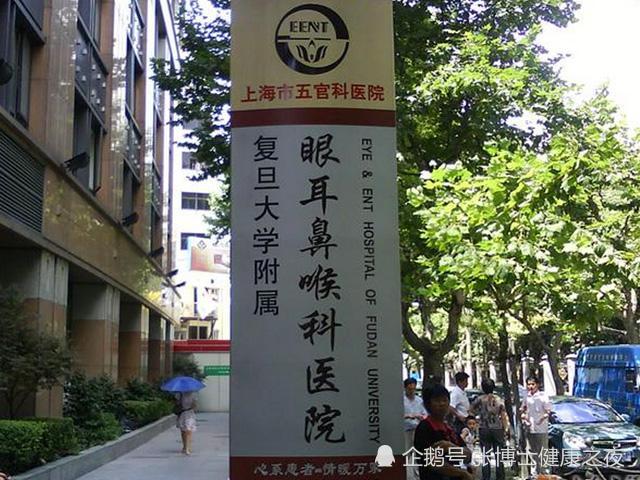 EENT
上海市五官科医院
复旦大学附属
眼耳鼻喉科医院
EYE & ENT HOSPITAL OF FUDAN UNIVERSITY
心系患者 情暖万家
企鹅号 张博士健康之夜